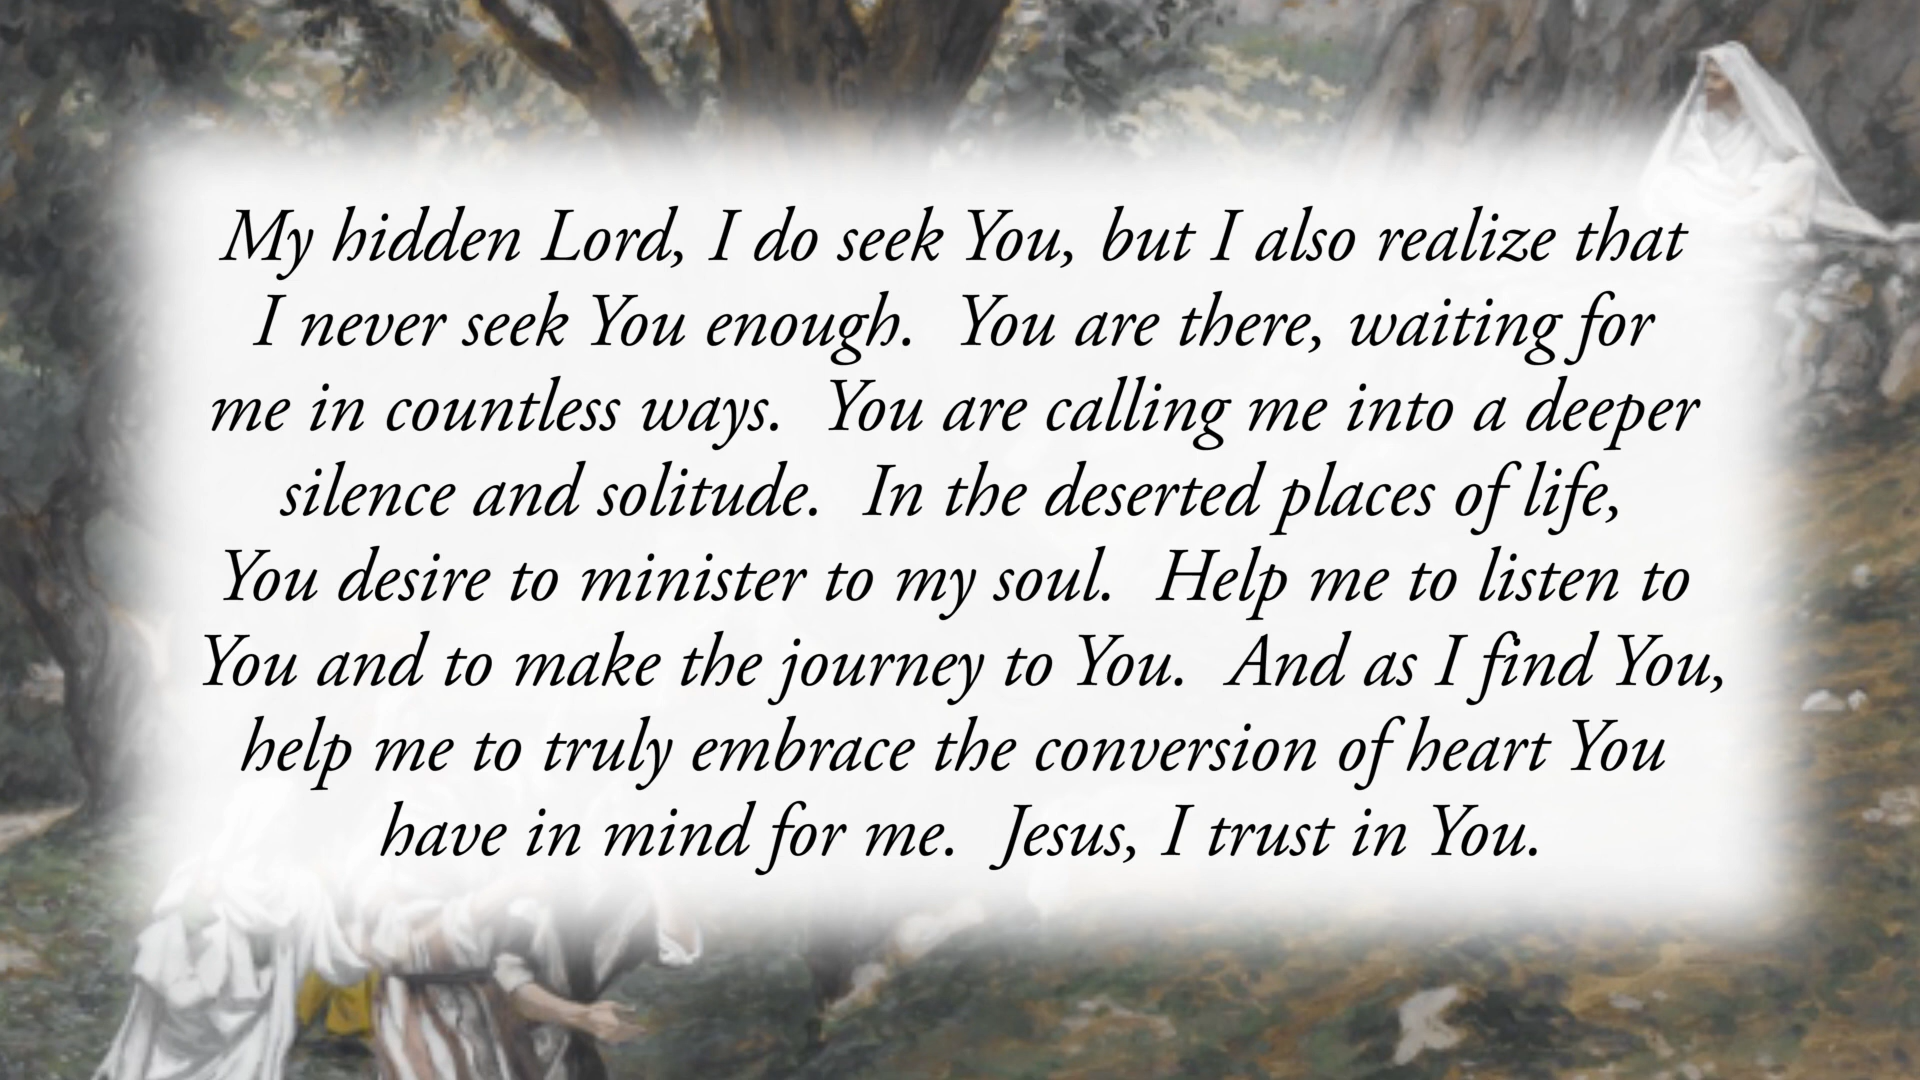 My hidden Lord, I do seek You, but I also realize that
I never seek You enough.  You are there, waiting for
me in countless ways.  You are calling me into a deeper
silence and solitude.  In the deserted places of life,
You desire to minister to my soul.  Help me to listen to
You and to make the journey to You.  And as I find You,
help me to truly embrace the conversion of heart You
have in mind for me.  Jesus, I trust in You.